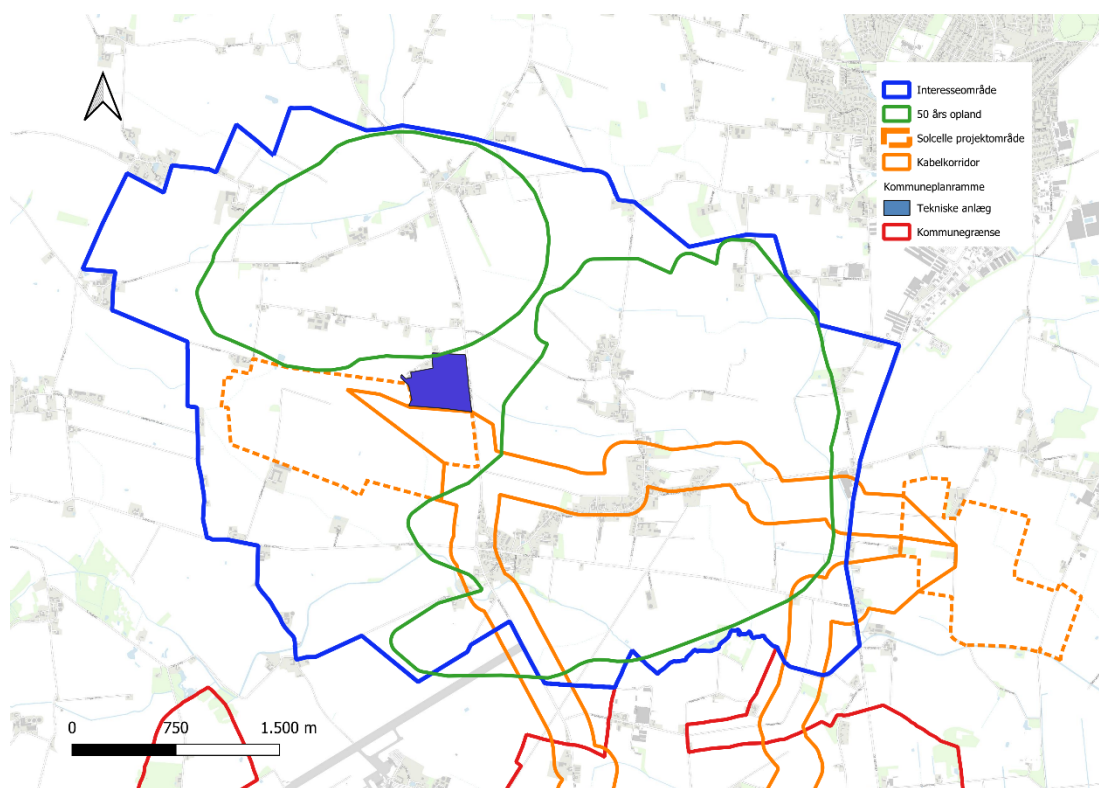 Interesseområde
50 års opland
Solcelle projektområde
Kabelkorridor
Kommuneplanramme
Tekniske anlæg
Kommunegrænse
0 750 1.500 m